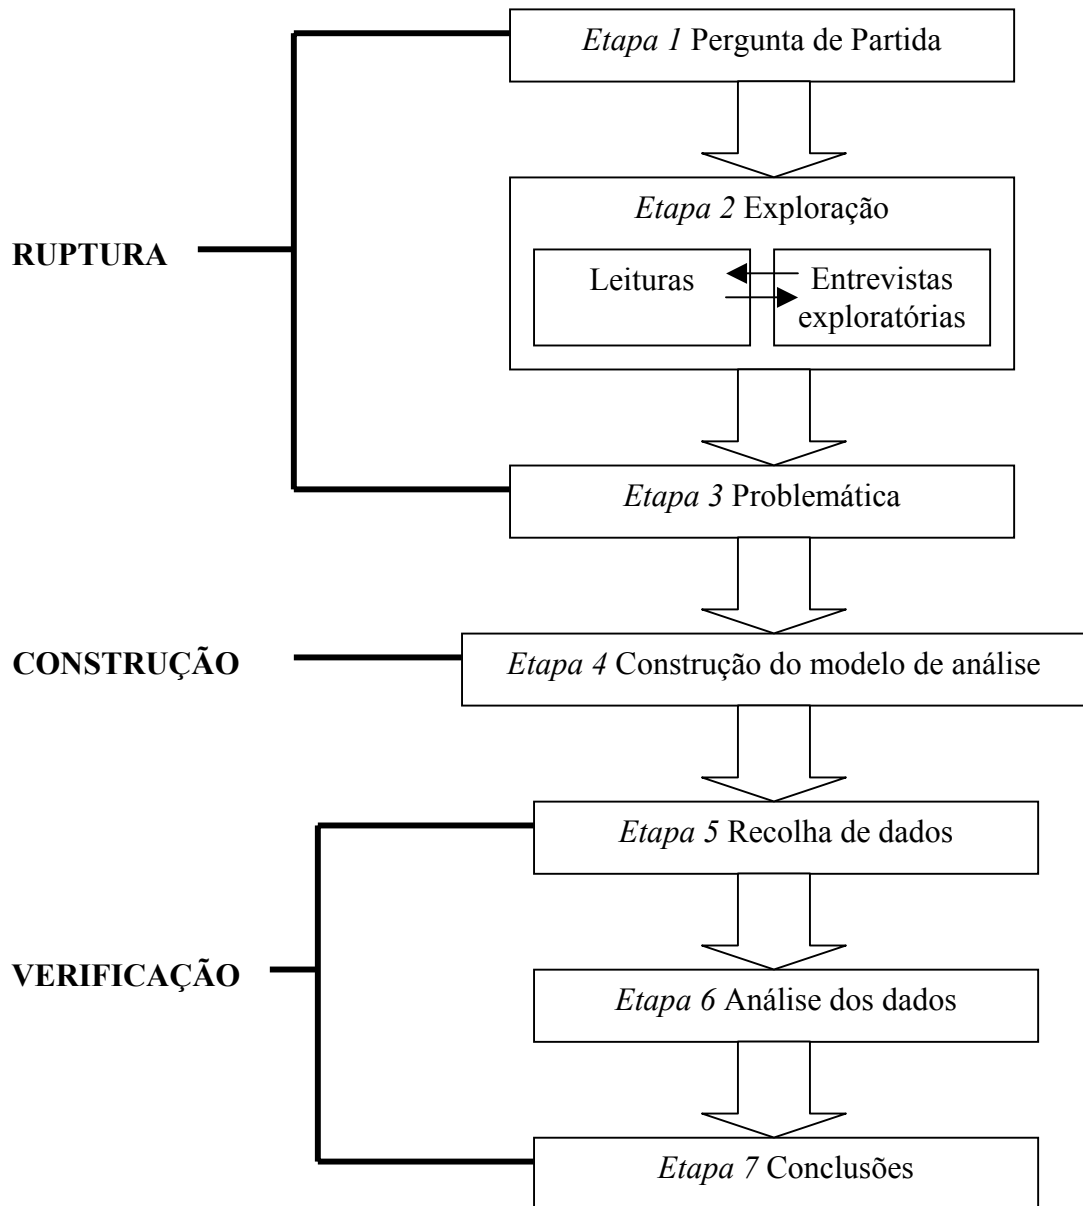 Etapa 1 Pergunta de Partida
Etapa 2 Exploração
RUPTURA
Leituras
Entrevistas
exploratórias
Etapa 3 Problemática
CONSTRUÇÃO
Etapa 4 Construção do modelo de análise
Etapa 5 Recolha de dados
VERIFICAÇÃO
Etapa 6 Análise dos dados
Etapa 7 Conclusões